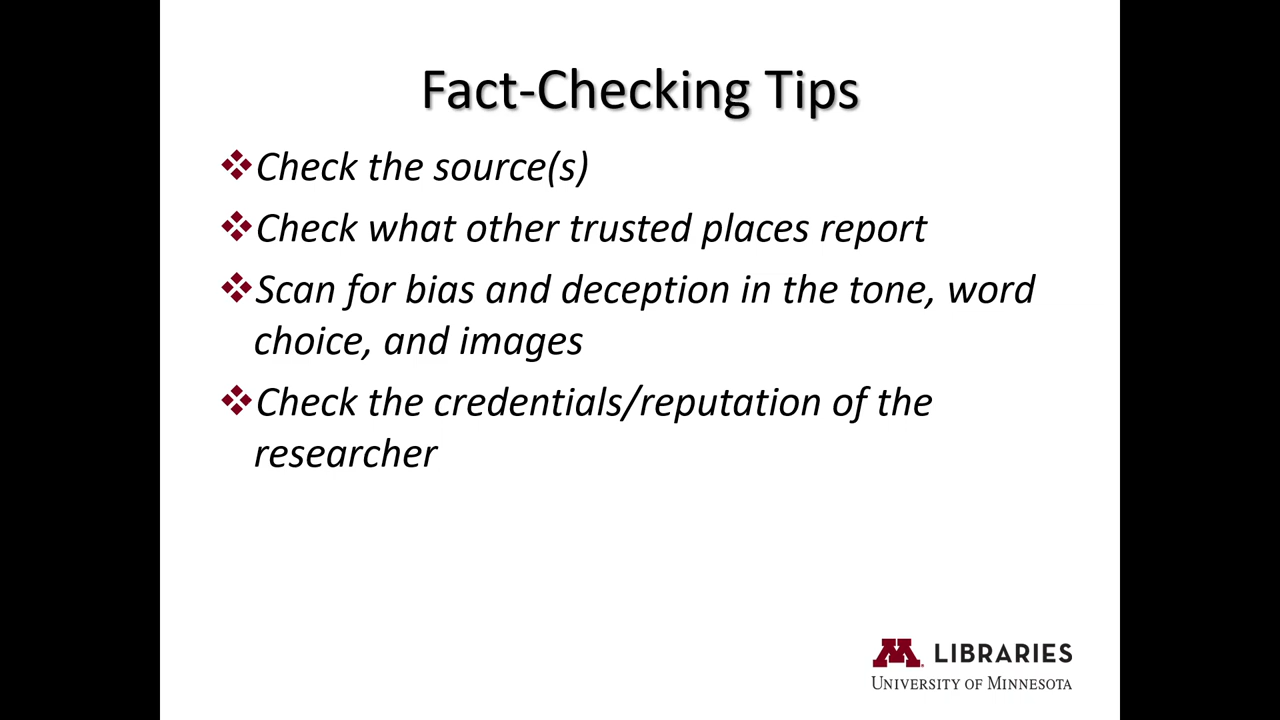 Fact-Checking Tips
❖Check the source(s)
❖Check what other trusted places report
❖Scan for bias and deception in the tone, word
choice, and images
❖Check the credentials/reputation of the
researcher
M LIBRARIES
UNIVERSITY OF MINNESOTA